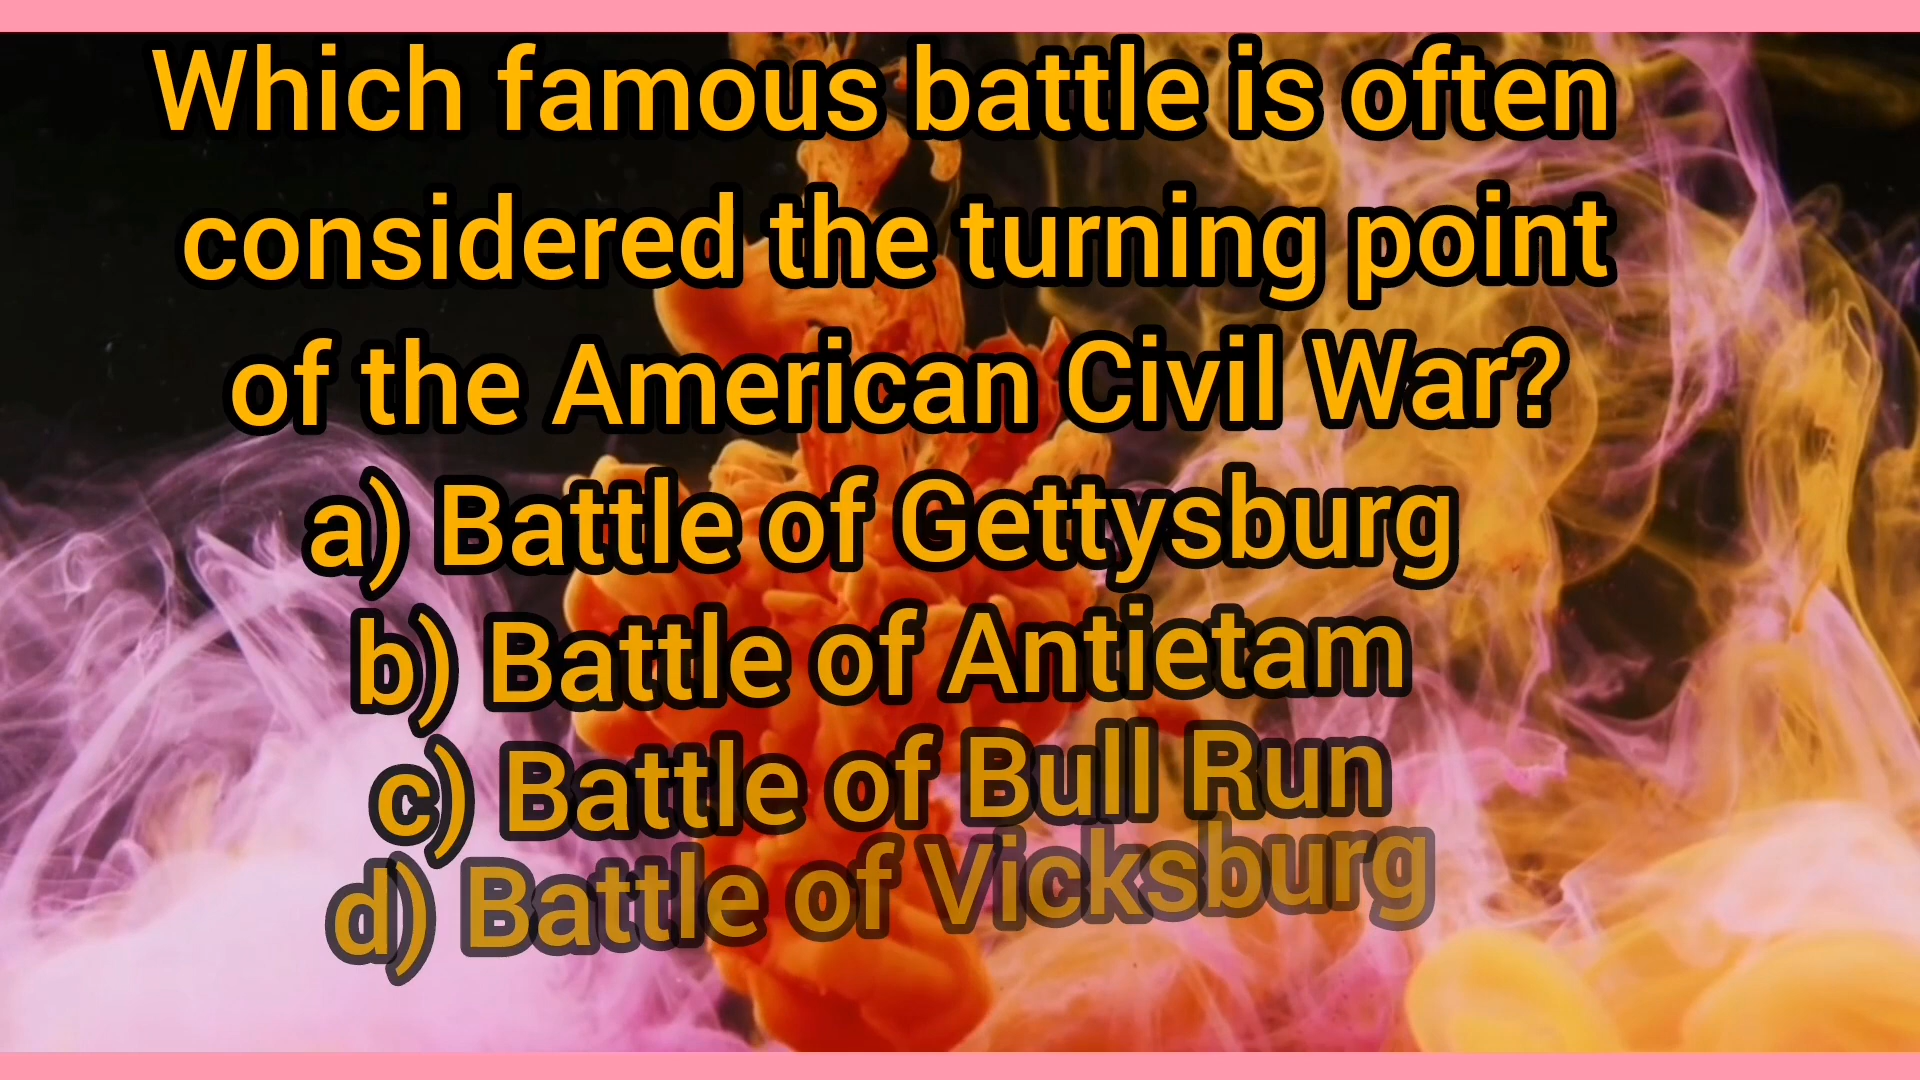 Which famous battle is often
considered the turning point
of the American Civil War?
a) Battle of Gettysburg
b) Battle of Antietam
c) Battle of Bull Run
d) Battle of Vicksburg